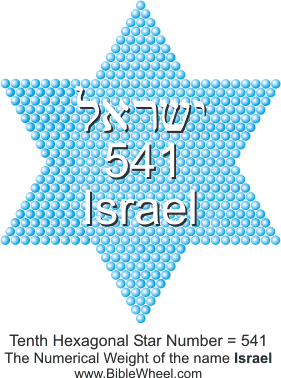 ישראל
541
Israel
Tenth Hexagonal Star Number = 541
The Numerical Weight of the name Israel
www.BibleWheel.com